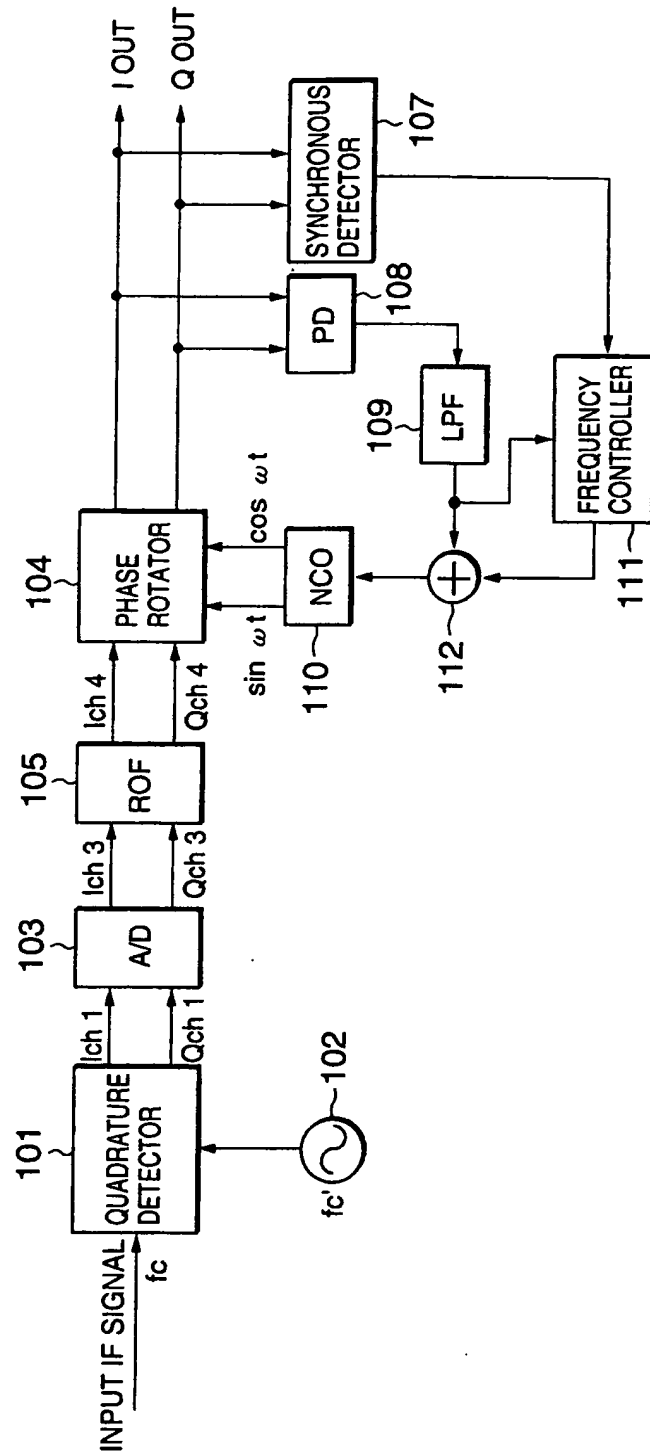 INPUT IF SIGNAL
fc
101
QUADRATURE
DETECTOR
fc'
102
Ich 1
Qch 1
103
A/D
Ich 3
Qch 3
105
ROF
Ich 4
Qch 4
104
PHASE
ROTATOR
I OUT
Q OUT
sin ωt
cos ωt
NCO
110
112
LPF
109
PD
108
SYNCHRONOUS
DETECTOR
107
FREQUENCY
CONTROLLER
111